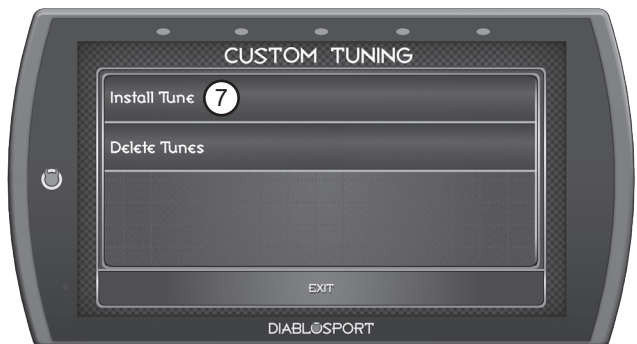 CUSTOM TUNING
Install Tune 7
Delete Tunes
EXIT
DIABLOSPORT